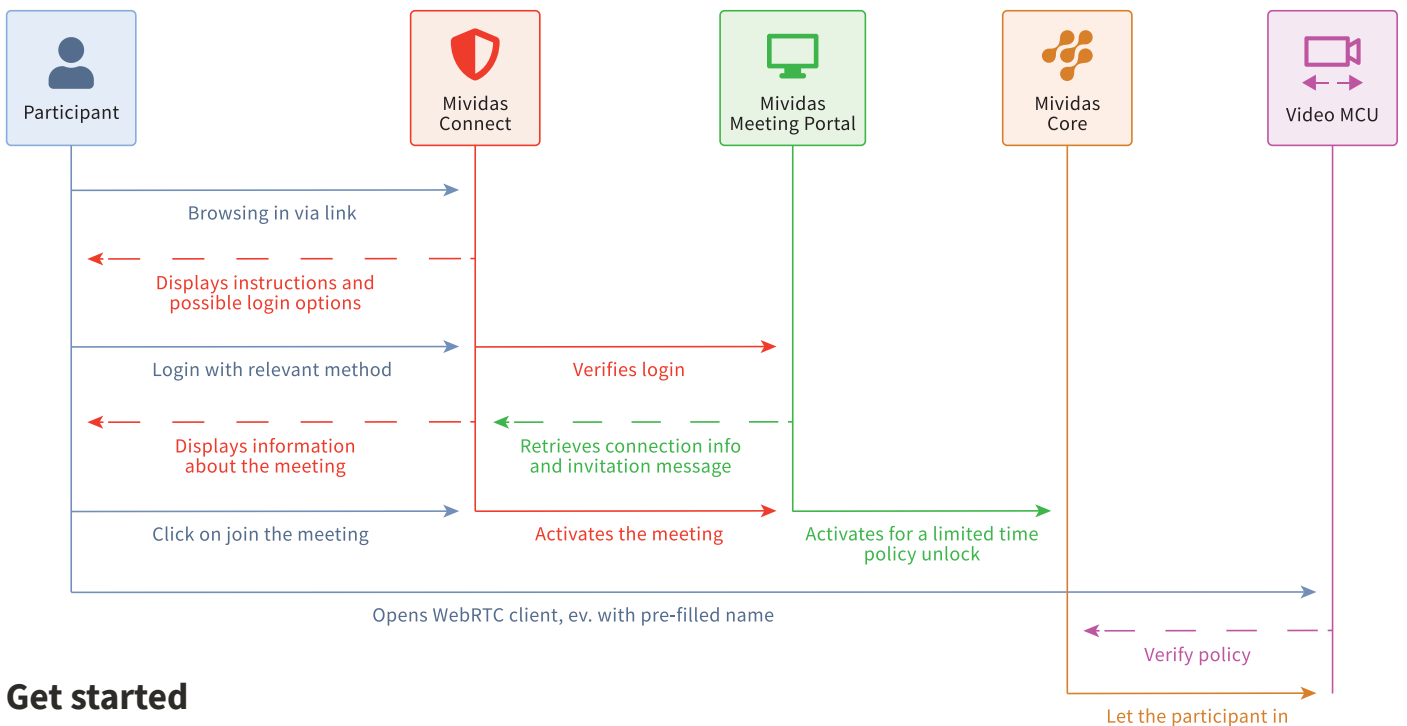 Participant
Mividas
Connect
Mividas
Meeting Portal
Mividas
Core
Video MCU
Browsing in via link
Displays instructions and
possible login options
Login with relevant method
Verifies login
Displays information
about the meeting
Retrieves connection info
and invitation message
Click on join the meeting
Activates the meeting
Activates for a limited time
policy unlock
Opens WebRTC client, ev. with pre-filled name
Verify policy
Get started
Let the participant in